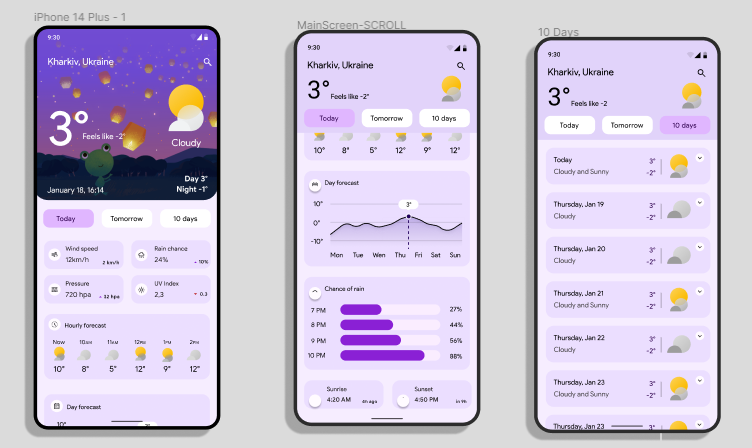 iPhone 14 Plus - 1
9:30
Kharkiv, Ukraine
3°
Feels like -2°
Cloudy
Day 3°
Night -1°
January 18, 16:14
Today
Tomorrow
10 days
Wind speed
12km/h
2 km/h
Rain chance
24%
10%
Pressure
720 hpa
32 hpa
UV Index
2,3
0.3
Hourly forecast
Now
10AM
11AM
12PM
1PM
2PM
10°
8°
5°
12°
9°
12°
Day forecast
10°
3°
MainScreen-SCROLL
9:30
Kharkiv, Ukraine
3°
Feels like -2°
Today
Tomorrow
10 days
10°
8°
5°
12°
9°
12°
Day forecast
3°
10°
0°
-10°
Mon
Tue
Wed
Thu
Fri
Sat
Sun
Chance of rain
7 PM
27%
8 PM
44%
9 PM
56%
10 PM
88%
Sunrise
4:20 AM
4h ago
Sunset
4:50 PM
in 9h
10 Days
9:30
Kharkiv, Ukraine
3°
Feels like -2
Today
Tomorrow
10 days
Today
Cloudy and Sunny
3°
-2°
Thursday, Jan 19
Cloudy
3°
-2°
Thursday, Jan 20
Cloudy
3°
-2°
Thursday, Jan 21
Cloudy and Sunny
3°
-2°
Thursday, Jan 22
Cloudy
3°
-2°
Thursday, Jan 23
Cloudy and Sunny
3°
-2°
Thursday, Jan 23
3°